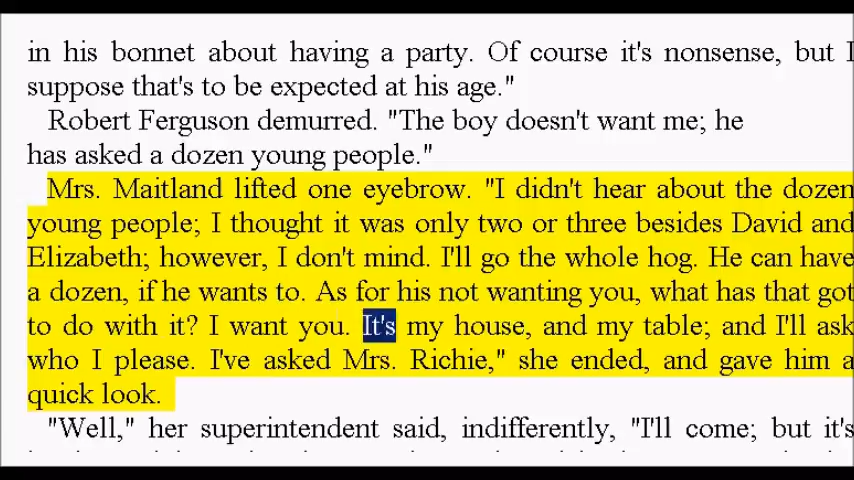 in his bonnet about having a party. Of course it's nonsense, but I
suppose that's to be expected at his age."
Robert Ferguson demurred. "The boy doesn't want me; he
has asked a dozen young people."
Mrs. Maitland lifted one eyebrow. "I didn't hear about the dozen
young people; I thought it was only two or three besides David and
Elizabeth; however, I don't mind. I'll go the whole hog. He can have
a dozen, if he wants to. As for his not wanting you, what has that got
to do with it? I want you. It's my house, and my table; and I'll ask
who I please. I've asked Mrs. Richie," she ended, and gave him a
quick look.
"Well," her superintendent said, indifferently, "I'll come; but it's